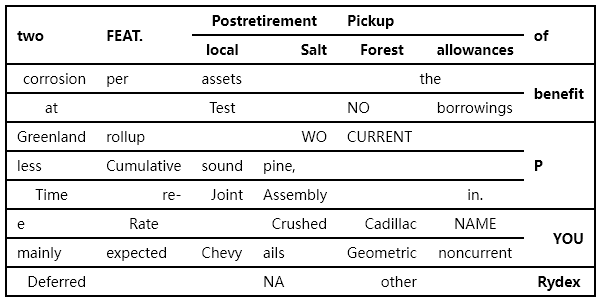 two FEAT. Postretirement Pickup of
local Salt Forest allowances
corrosion per assets the benefit
at Test NO borrowings
Greenland rollup WO CURRENT P
less Cumulative sound pine,
Time re- Joint Assembly in.
e Rate Crushed Cadillac NAME YOU
mainly expected Chevy ails Geometric noncurrent
Deferred NA other Rydex